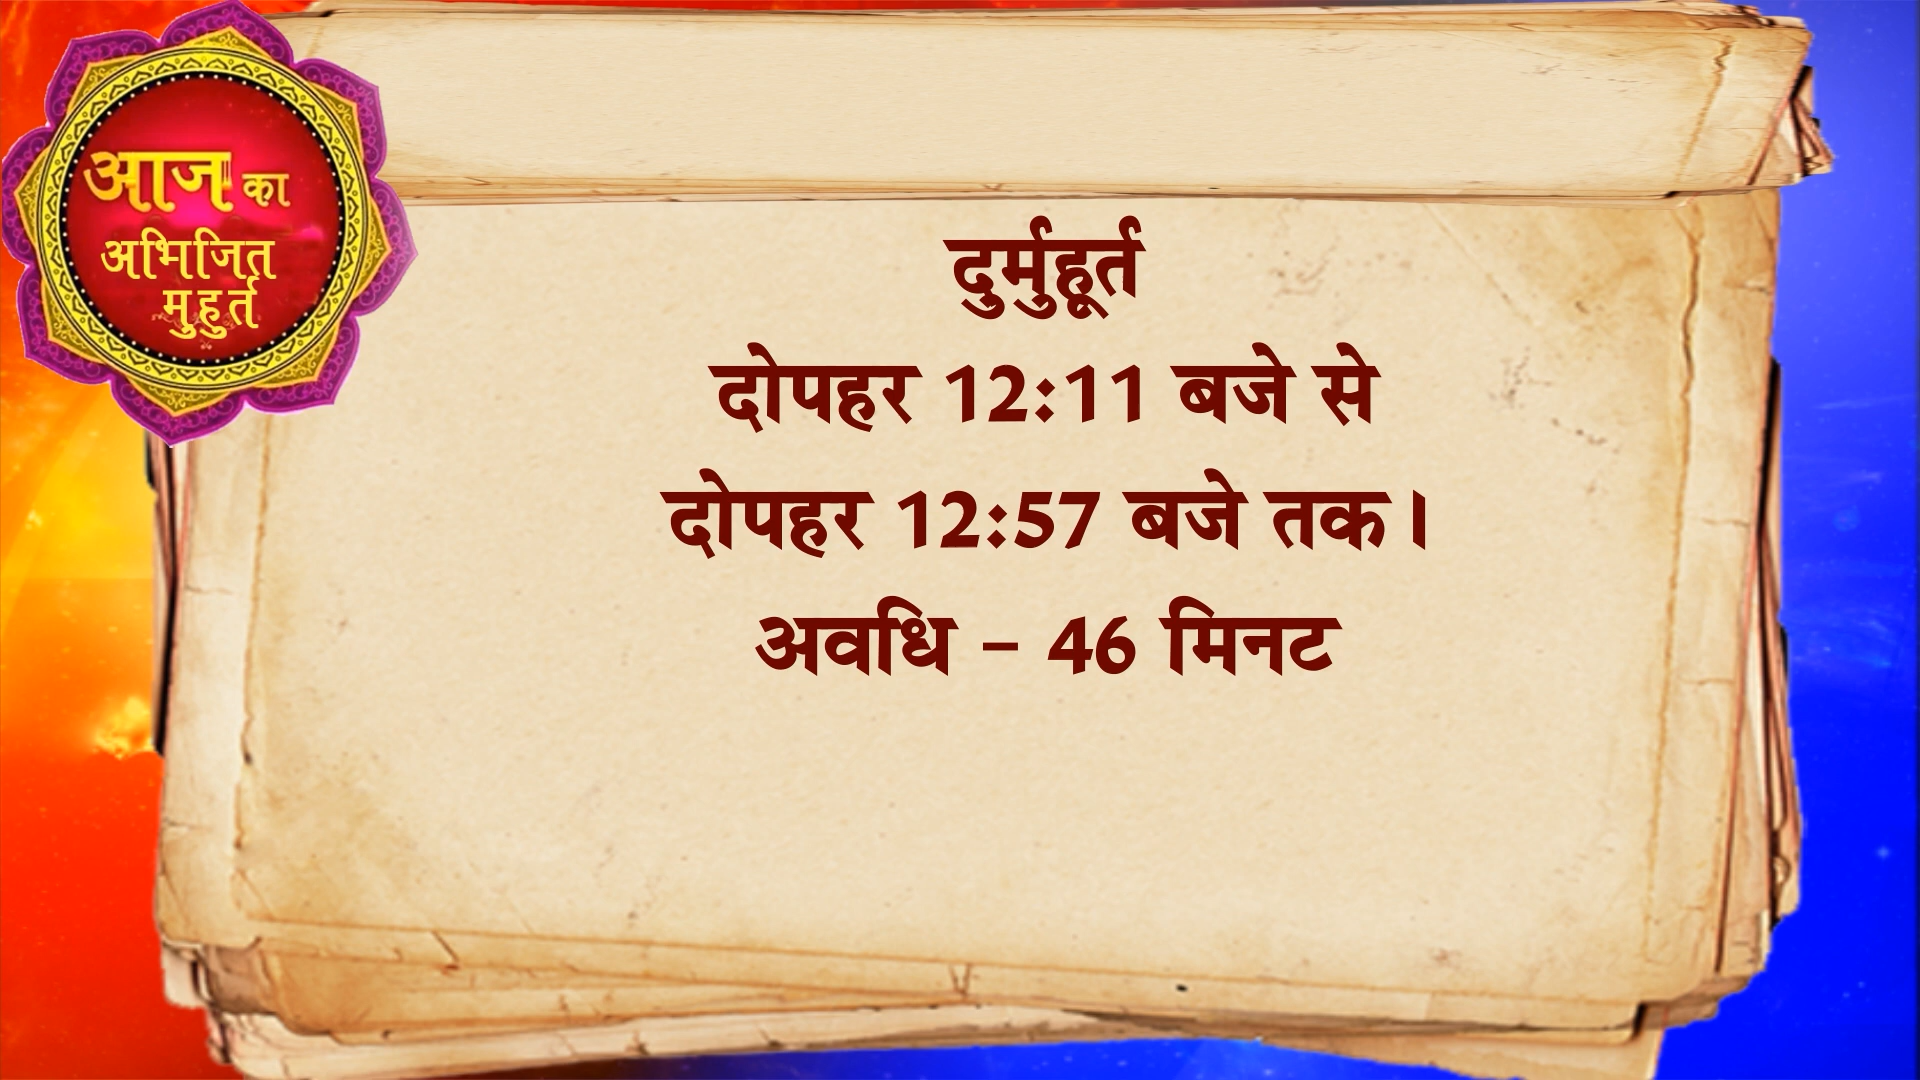 आज का
अभिजित
मुहुर्त
दुर्मुहूर्त
दोपहर 12:11 बजे से
दोपहर 12:57 बजे तक।
अवधि - 46 मिनट